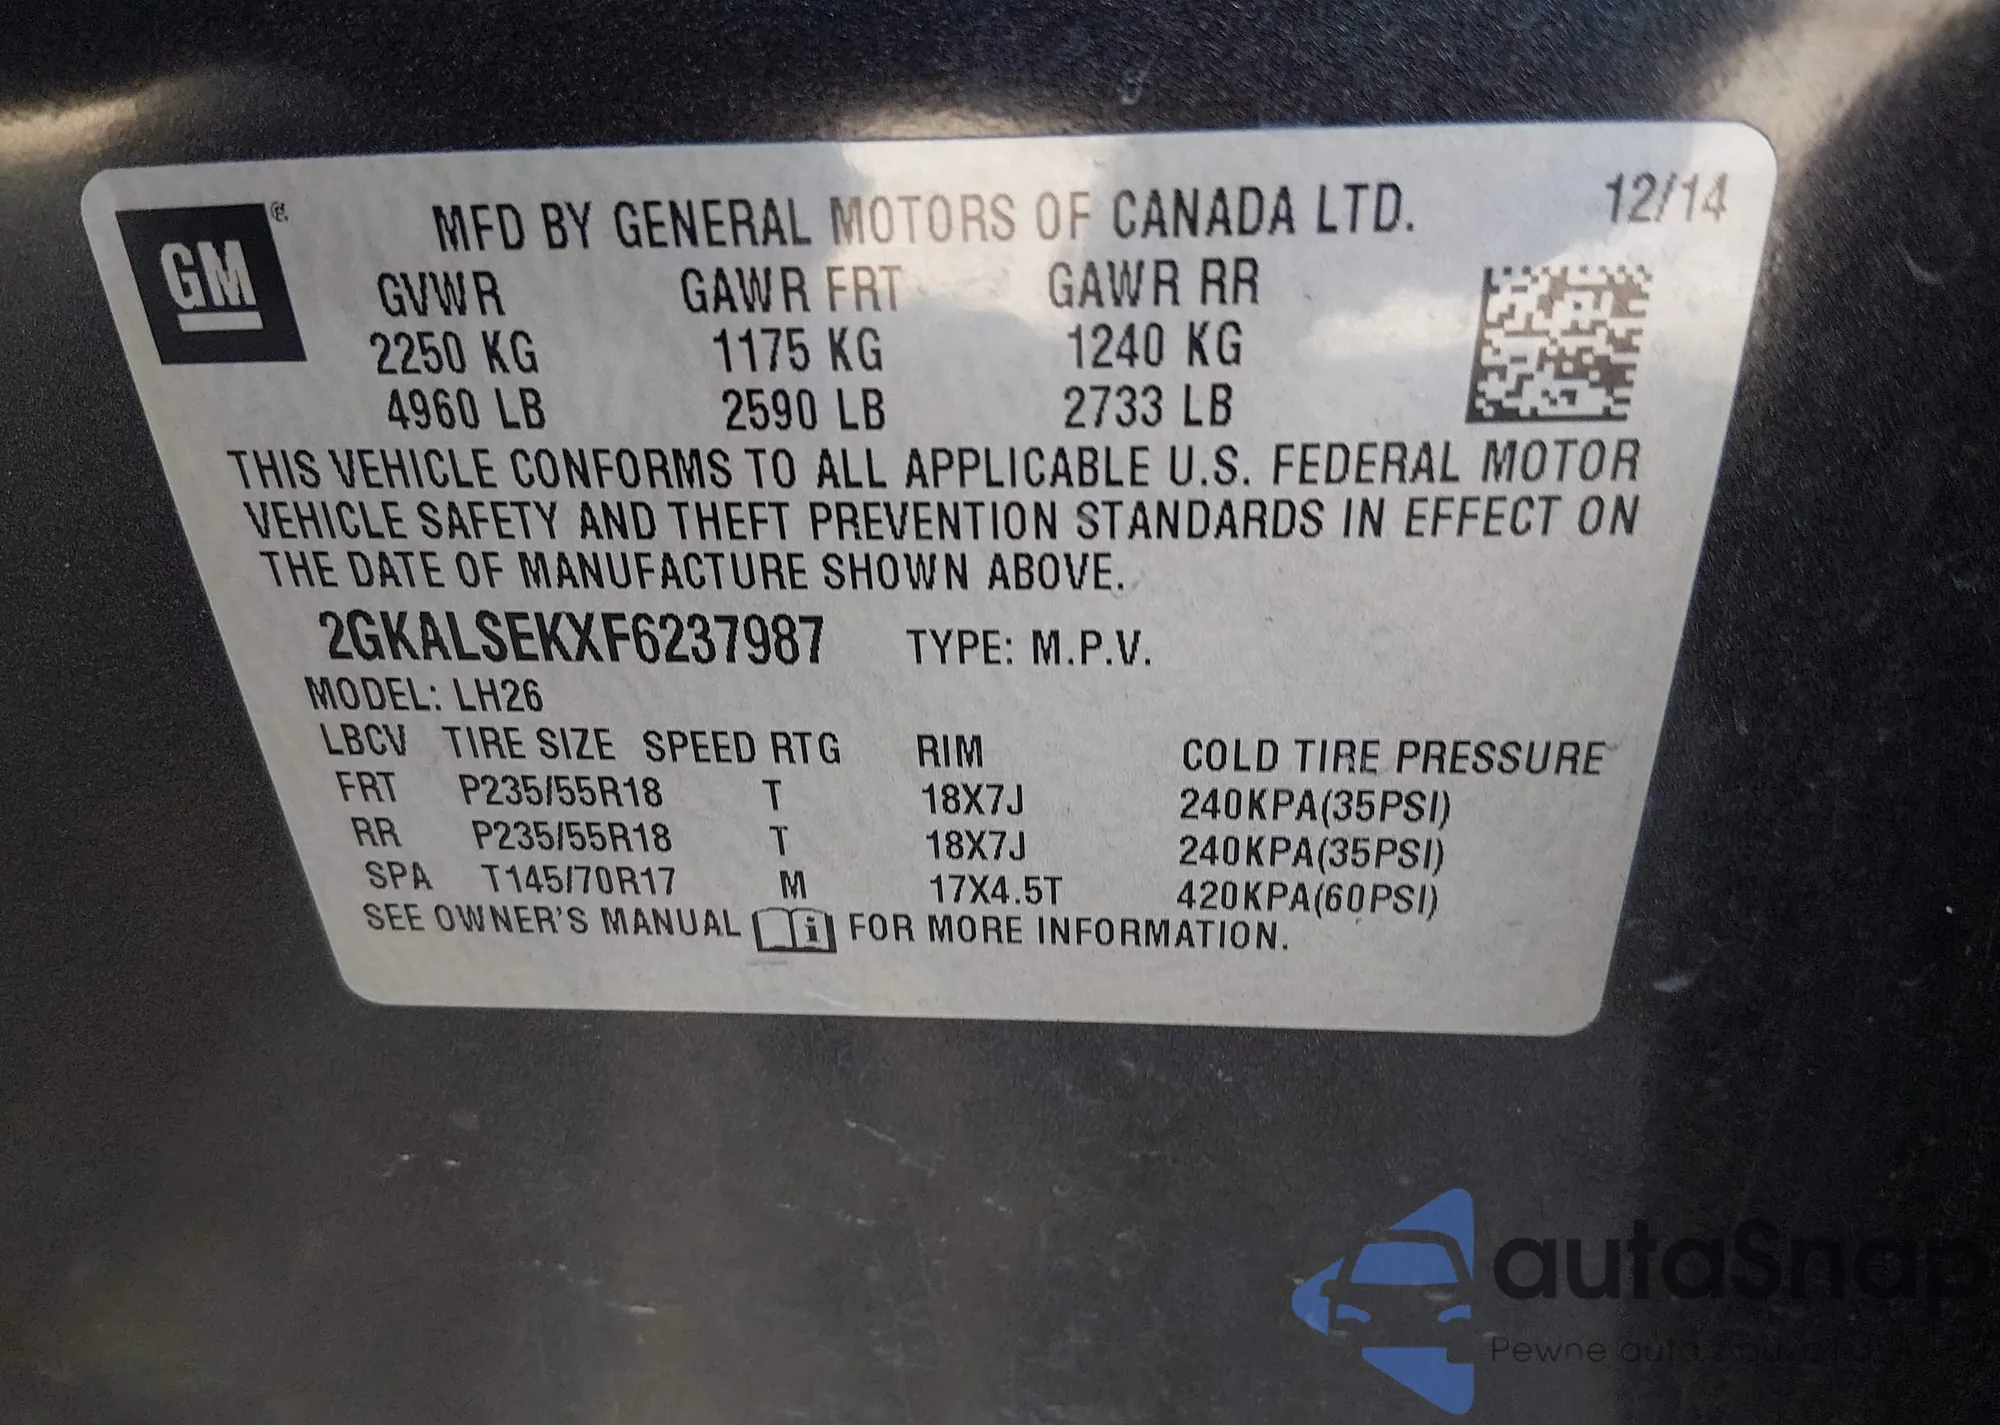 GM
MFD BY GENERAL MOTORS OF CANADA LTD. 12/14
GVWR GAWR FRT GAWR RR
2250 KG 1175 KG 1240 KG
4960 LB 2590 LB 2733 LB
THIS VEHICLE CONFORMS TO ALL APPLICABLE U.S. FEDERAL MOTOR
VEHICLE SAFETY AND THEFT PREVENTION STANDARDS IN EFFECT ON
THE DATE OF MANUFACTURE SHOWN ABOVE.
2GKALSEKXF6237987 TYPE: M.P.V.
MODEL: LH26
LBCV TIRE SIZE SPEED RTG RIM COLD TIRE PRESSURE
FRT P235/55R18 T 18X7J 240KPA(35PSI)
RR P235/55R18 T 18X7J 240KPA(35PSI)
SPA T145/70R17 M 17X4.5T 420KPA(60PSI)
SEE OWNER'S MANUAL i FOR MORE INFORMATION.
autaSnap
Pewne auta z